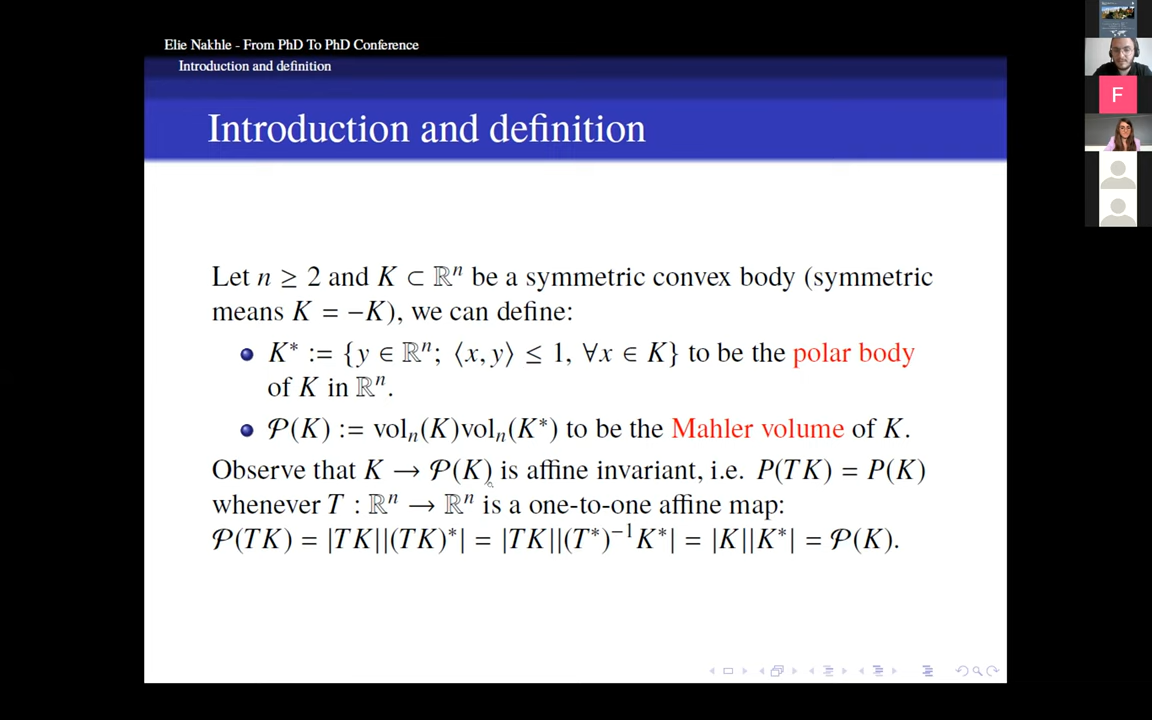 Elie Nakhle - From PhD To PhD Conference
Introduction and definition
Introduction and definition
F
Let n ≥ 2 and K ⊂ ℝⁿ be a symmetric convex body (symmetric
means K = −K), we can define:
K* := {y ∈ ℝⁿ; ⟨x, y⟩ ≤ 1, ∀x ∈ K} to be the polar body
of K in ℝⁿ.
𝒫(K) := volₙ(K)volₙ(K*) to be the Mahler volume of K.
Observe that K → 𝒫(K) is affine invariant, i.e. P(TK) = P(K)
whenever T : ℝⁿ → ℝⁿ is a one-to-one affine map:
𝒫(TK) = |TK||(TK)*| = |TK||(T*)⁻¹K*| = |K||K*| = 𝒫(K).